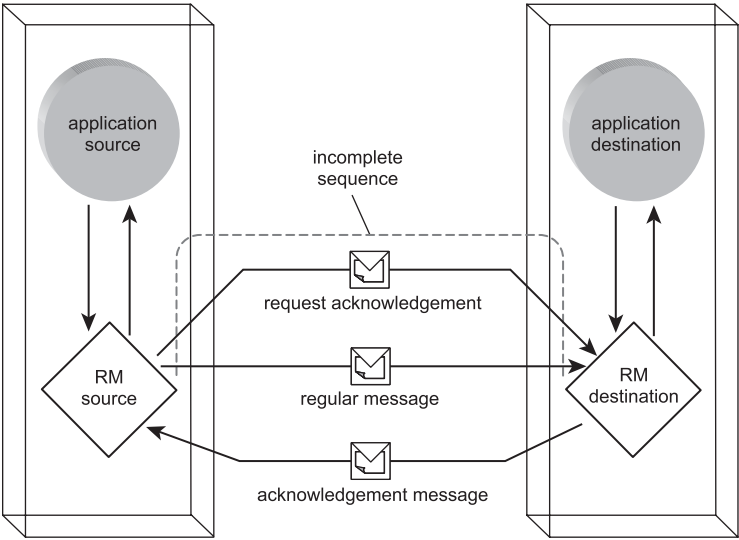 application
source
application
destination
incomplete
sequence
request acknowledgement
RM
source
regular message
RM
destination
acknowledgement message